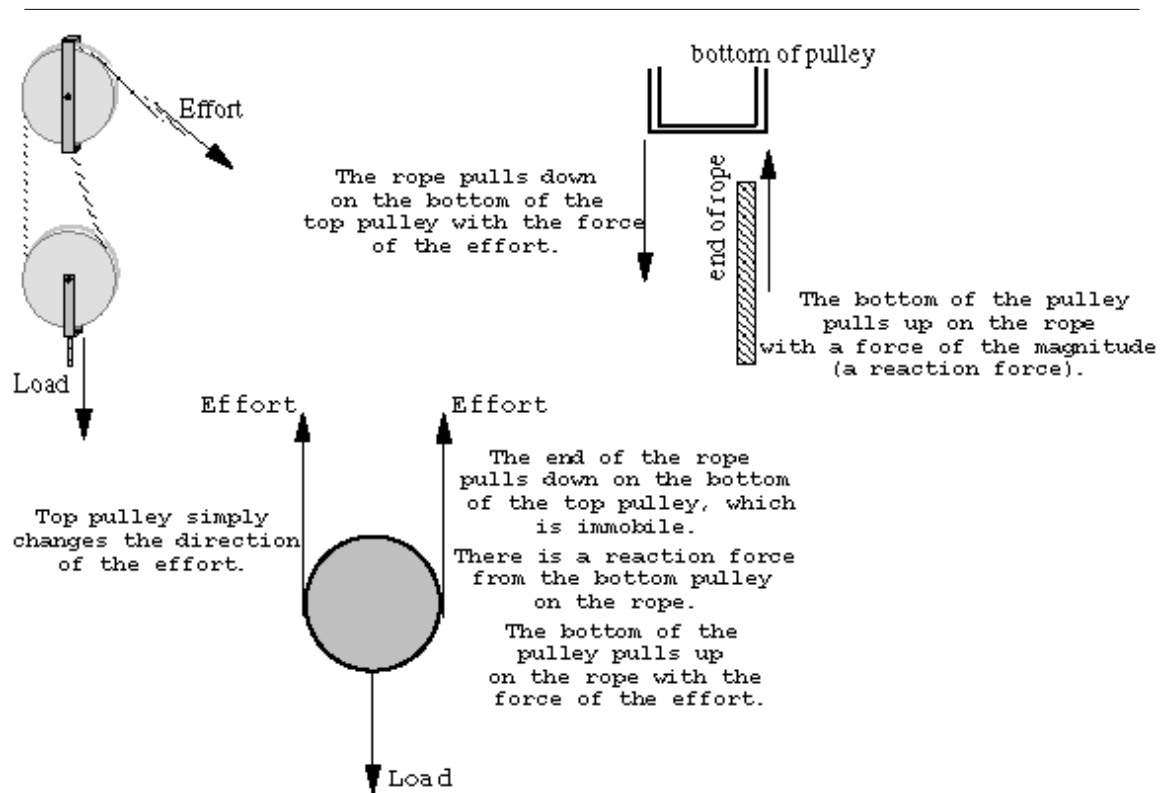 Effort
bottom of pulley
The rope pulls down
on the bottom of the
top pulley with the force
of the effort.
end of rope
The bottom of the pulley
pulls up on the rope
with a force of the magnitude
(a reaction force).
Load
Effort
Effort
Top pulley simply
changes the direction
of the effort.
The end of the rope
pulls down on the bottom
of the top pulley, which
is immobile.
There is a reaction force
from the bottom pulley
on the rope.
The bottom of the
pulley pulls up
on the rope with the
force of the effort.
Load